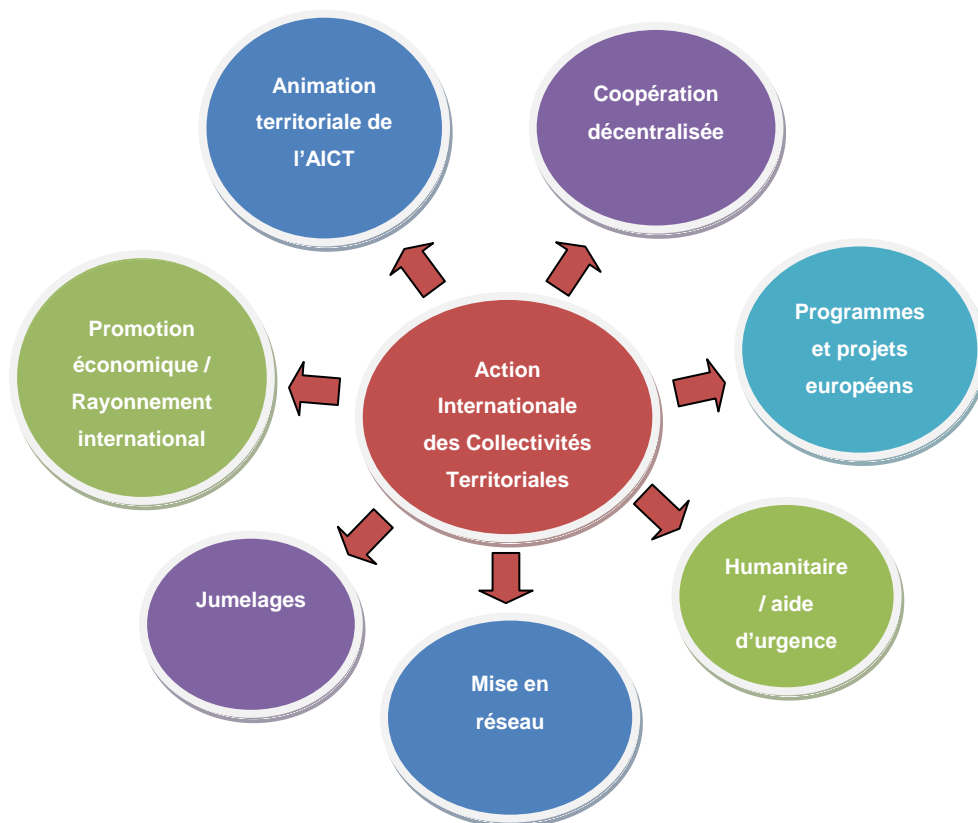 Animation
territoriale de
l'AICT
Coopération
décentralisée
Promotion
économique /
Rayonnement
international
Action
Internationale
des Collectivités
Territoriales
Programmes
et projets
européens
Jumelages
Mise en
réseau
Humanitaire
/ aide
d'urgence